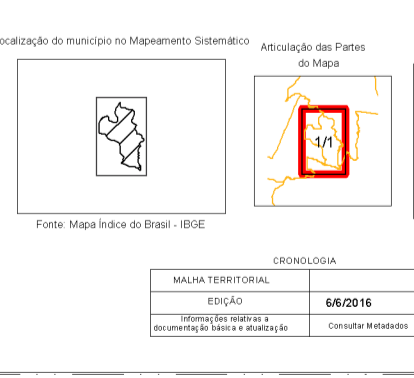 ocalização do município no Mapeamento Sistemático
Articulação das Partes
do Mapa
1/1
Fonte: Mapa Índice do Brasil - IBGE
CRONOLOGIA
MALHA TERRITORIAL
EDIÇÃO
6/6/2016
Informações relativas a
documentação básica e atualização
Consultar Metadados